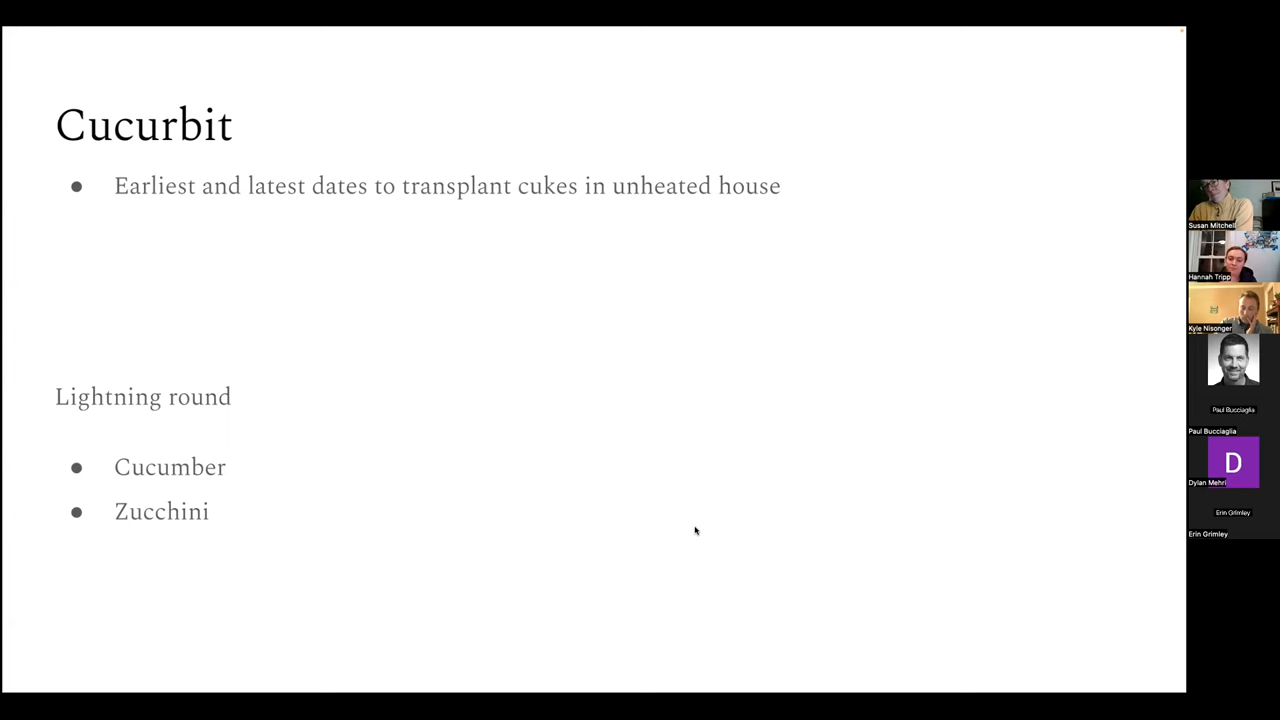 Cucurbit
● Earliest and latest dates to transplant cukes in unheated house
Lightning round
● Cucumber
● Zucchini
Susan Mitchell
Hannah Tripp
Kyle Nisonger
Paul Bucciaglia
Paul Bucciaglia
D
Dylan Mehri
Erin Grimley
Erin Grimley